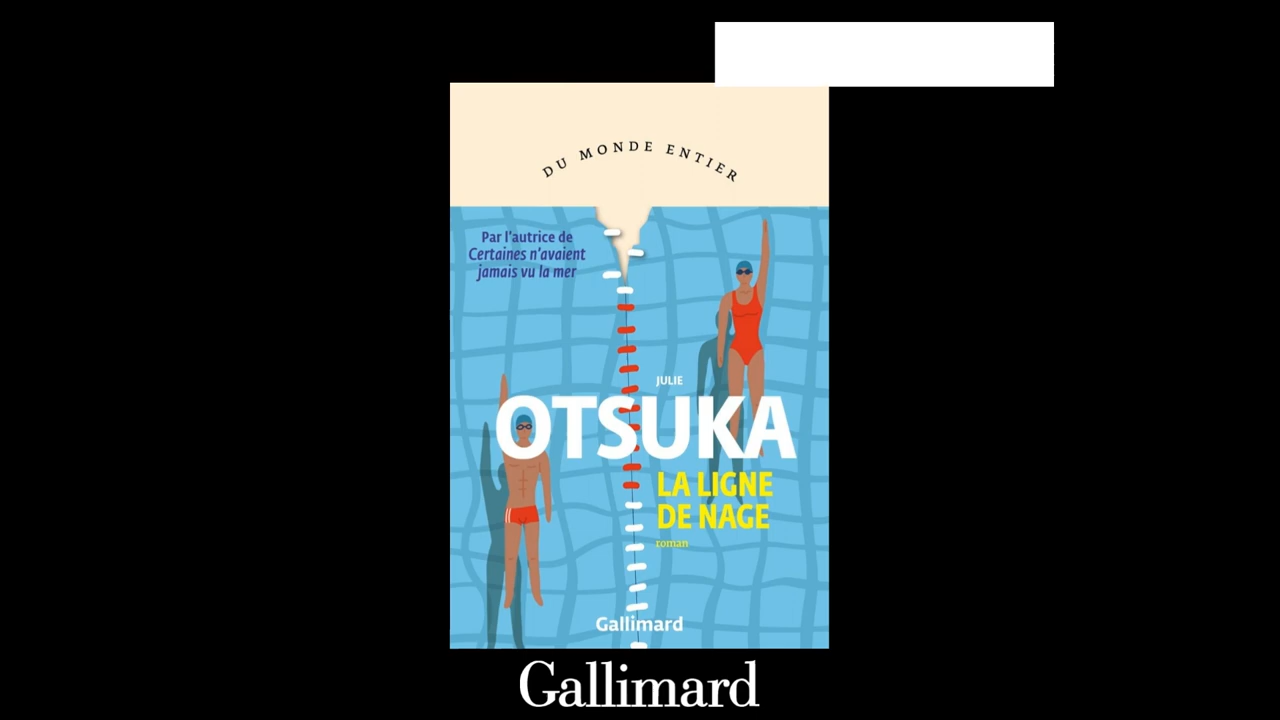 DU MONDE ENTIER
Par l'autrice de
Certaines n'avaient
jamais vu la mer
JULIE
OTSUKA
LA LIGNE
DE NAGE
roman
Gallimard
Gallimard